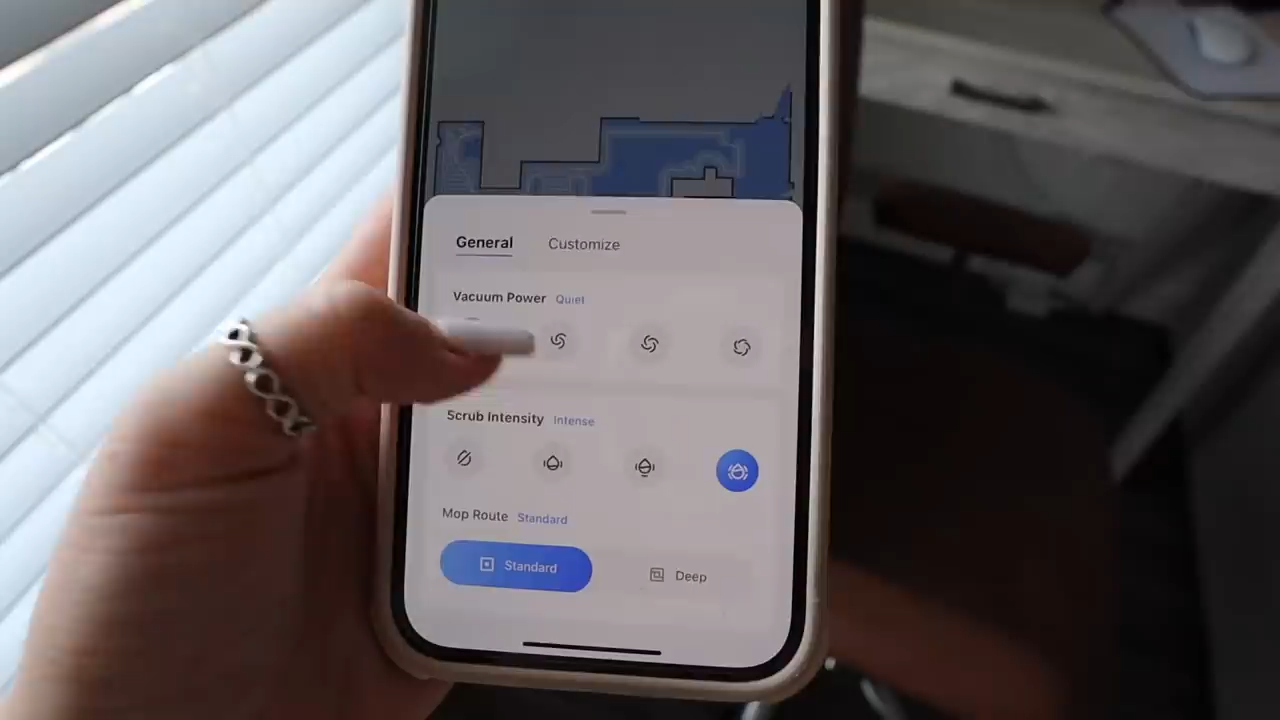 General Customize
Vacuum Power Quiet
Scrub Intensity Intense
Mop Route Standard
Standard Deep